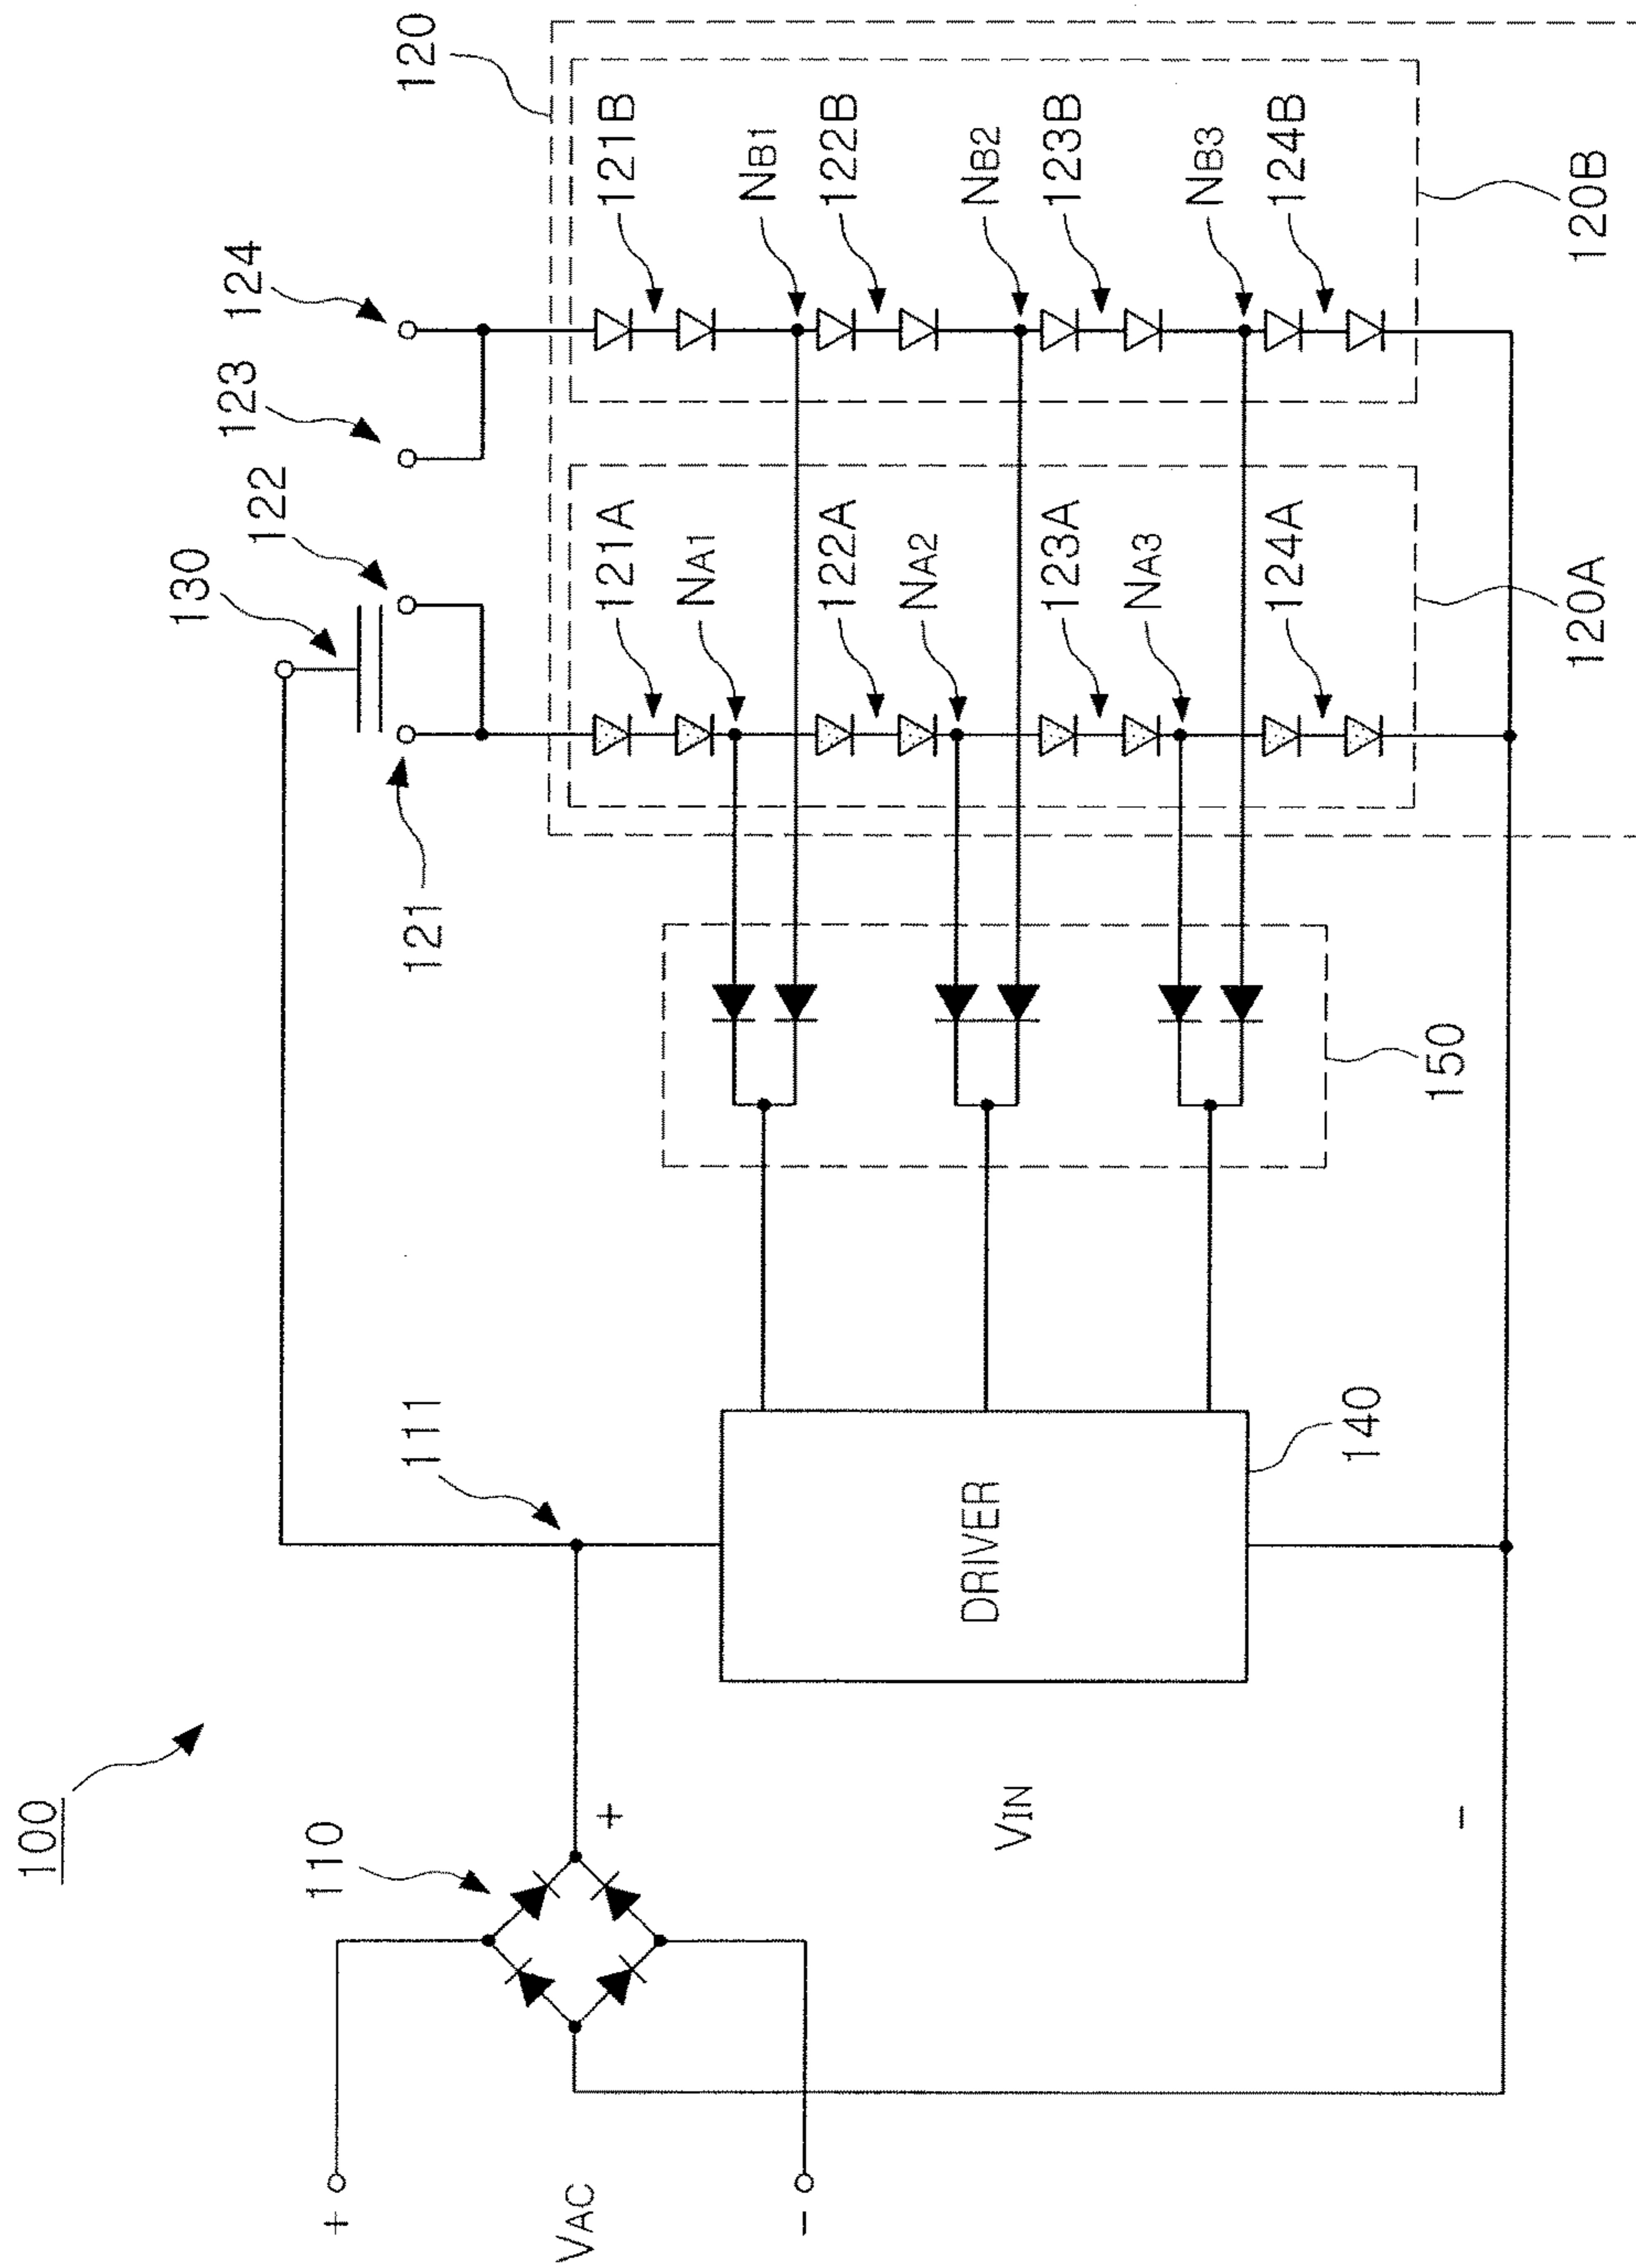 100
110
111
130
121
122
123
124
120
121A
NA1
122A
NA2
123A
NA3
124A
120A
121B
NB1
122B
NB2
123B
NB3
124B
120B
150
DRIVER
140
+
VIN
-
+
VAC
-